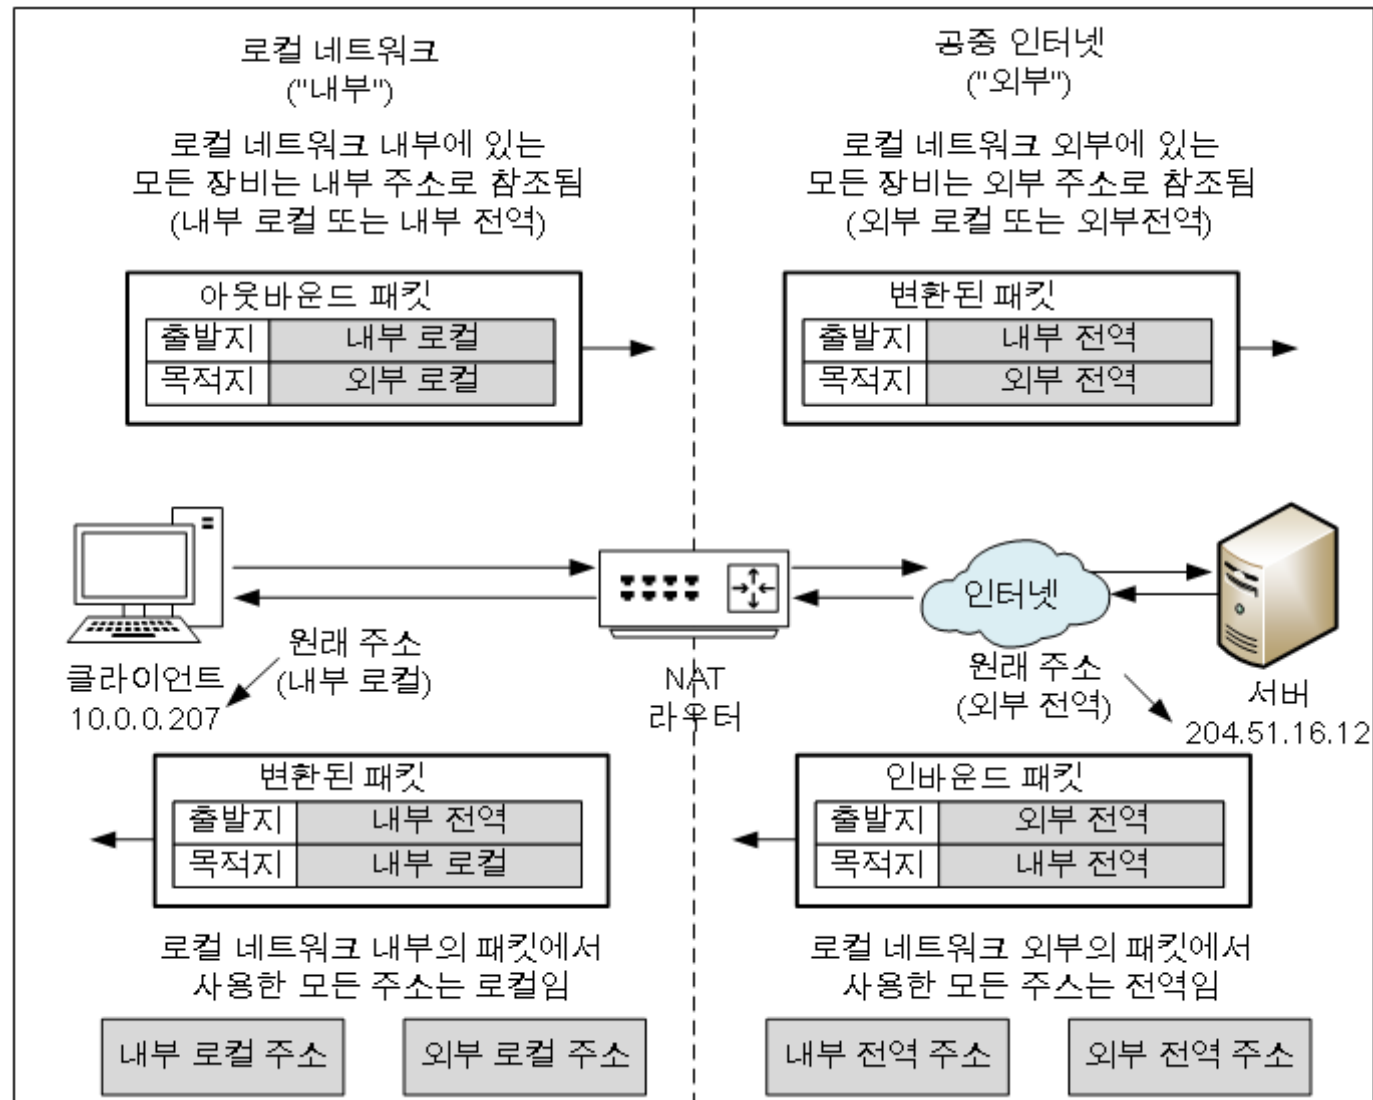 로컬 네트워크
("내부")
로컬 네트워크 내부에 있는
모든 장비는 내부 주소로 참조됨
(내부 로컬 또는 내부 전역)
아웃바운드 패킷
출발지 내부 로컬
목적지 외부 로컬
공중 인터넷
("외부")
로컬 네트워크 외부에 있는
모든 장비는 외부 주소로 참조됨
(외부 로컬 또는 외부전역)
변환된 패킷
출발지 내부 전역
목적지 외부 전역
클라이언트
10.0.0.207
원래 주소
(내부 로컬)
NAT
라우터
인터넷
원래 주소
(외부 전역)
서버
204.51.16.12
변환된 패킷
출발지 내부 전역
목적지 내부 로컬
로컬 네트워크 내부의 패킷에서
사용한 모든 주소는 로컬임
내부 로컬 주소
외부 로컬 주소
인바운드 패킷
출발지 외부 전역
목적지 내부 전역
로컬 네트워크 외부의 패킷에서
사용한 모든 주스는 전역임
내부 전역 주소
외부 전역 주소